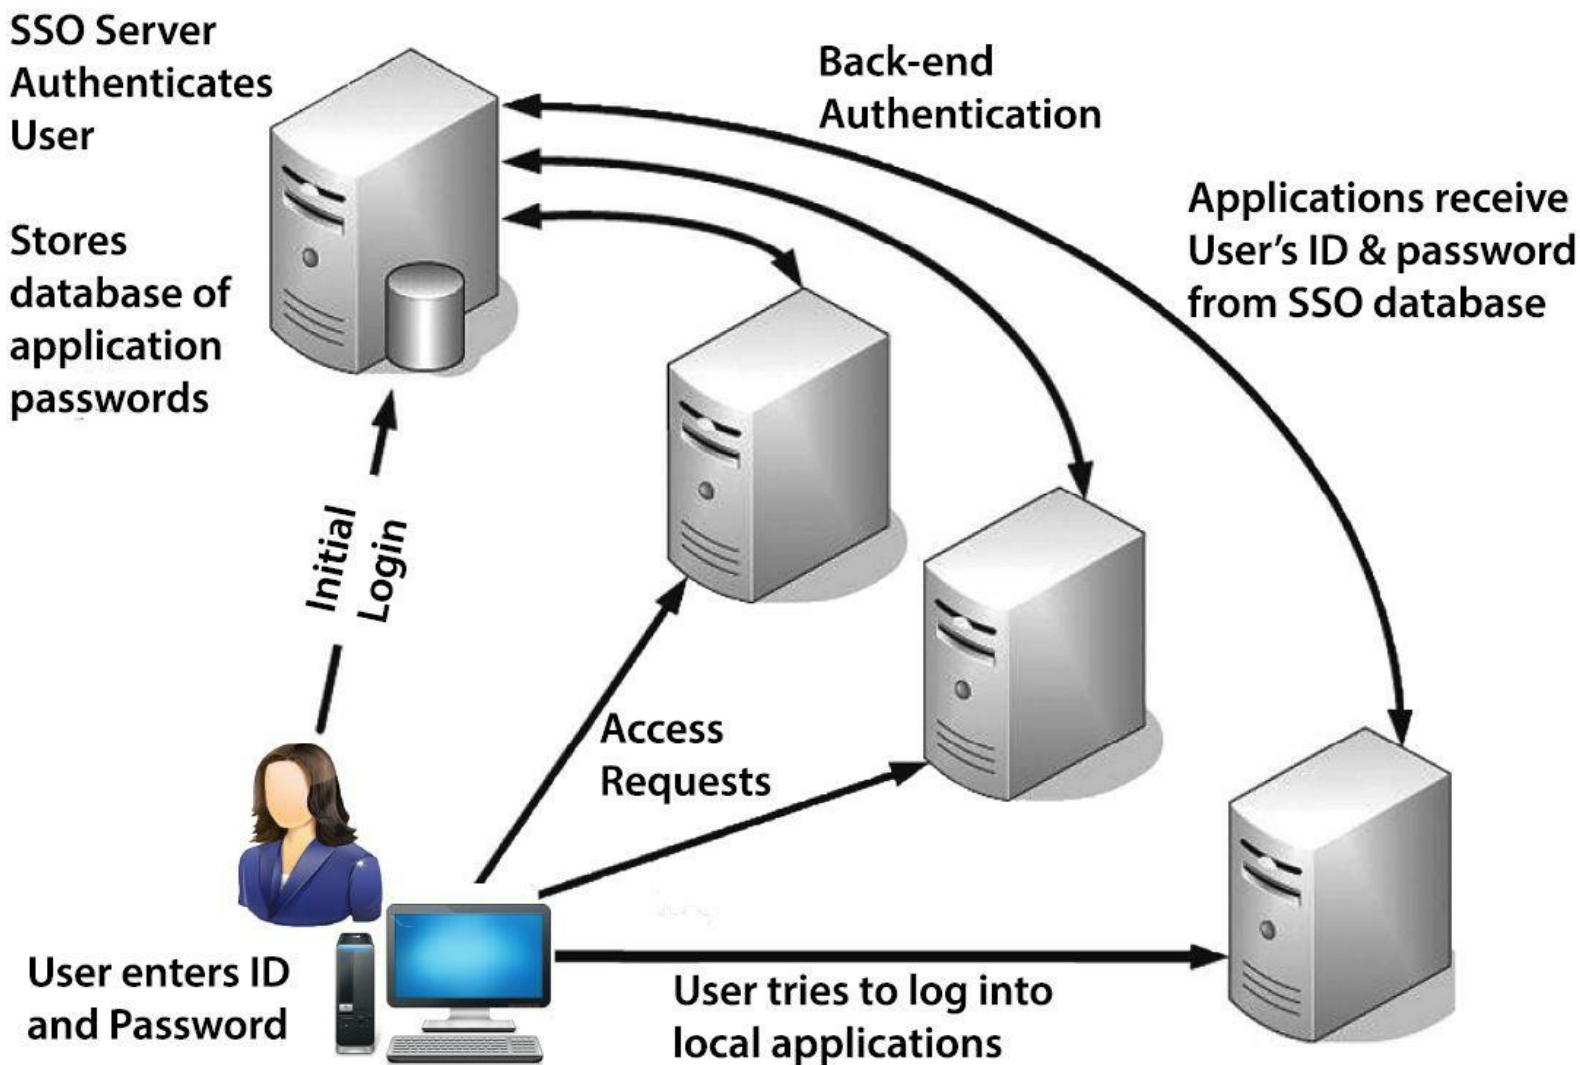 SSO Server
Authenticates
User
Stores
database of
application
passwords
Back-end
Authentication
Applications receive
User’s ID & password
from SSO database
Initial
Login
Access
Requests
User enters ID
and Password
User tries to log into
local applications